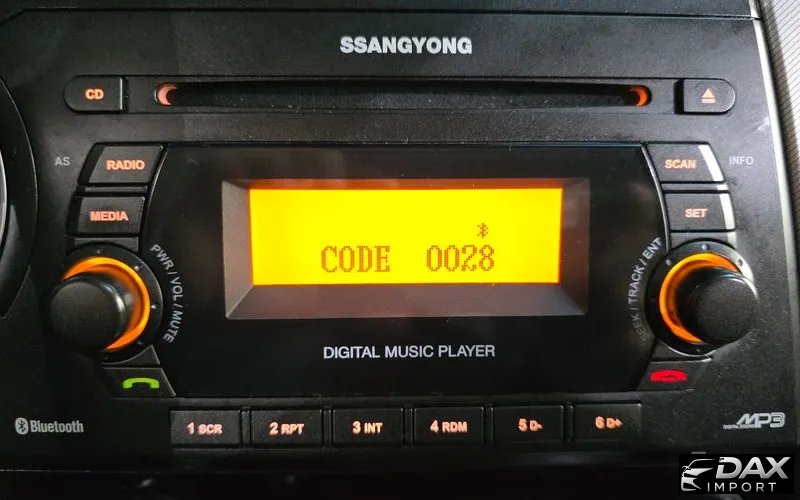 SSANGYONG
CD
AS
RADIO
SCAN
INFO
MEDIA
SET
CODE 0028
PWR / VOL / MUTE
SEEK / TRACK / ENT
DIGITAL MUSIC PLAYER
Bluetooth
1 SCR
2 RPT
3 INT
4 RDM
5 D-
6 D+
MP3
DAX
IMPORT